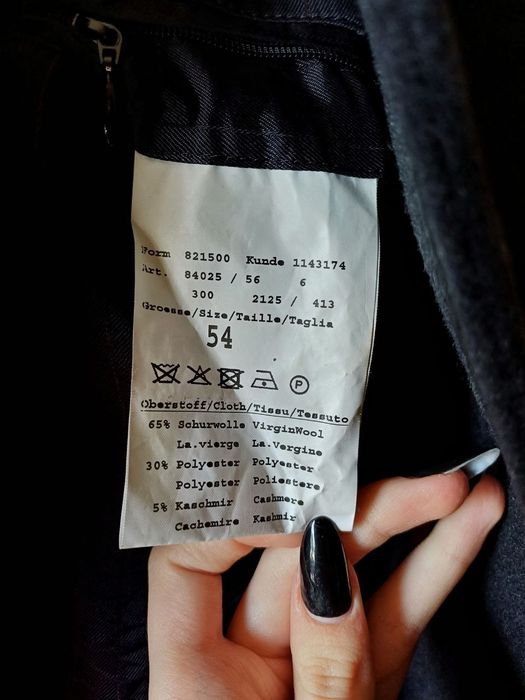 Form 821500 Kunde 1143174
Art. 84025 / 56 6
300 2125 / 413
Groesse/Size/Taille/Taglia
54
P
Oberstoff/Cloth/Tissu/Tessuto
65% Schurwolle VirginWool
La.vierge La.Vergine
30% Polyester Polyester
Polyester Poliestere
5% Kaschmir Cashmere
Cachemire Kashmir